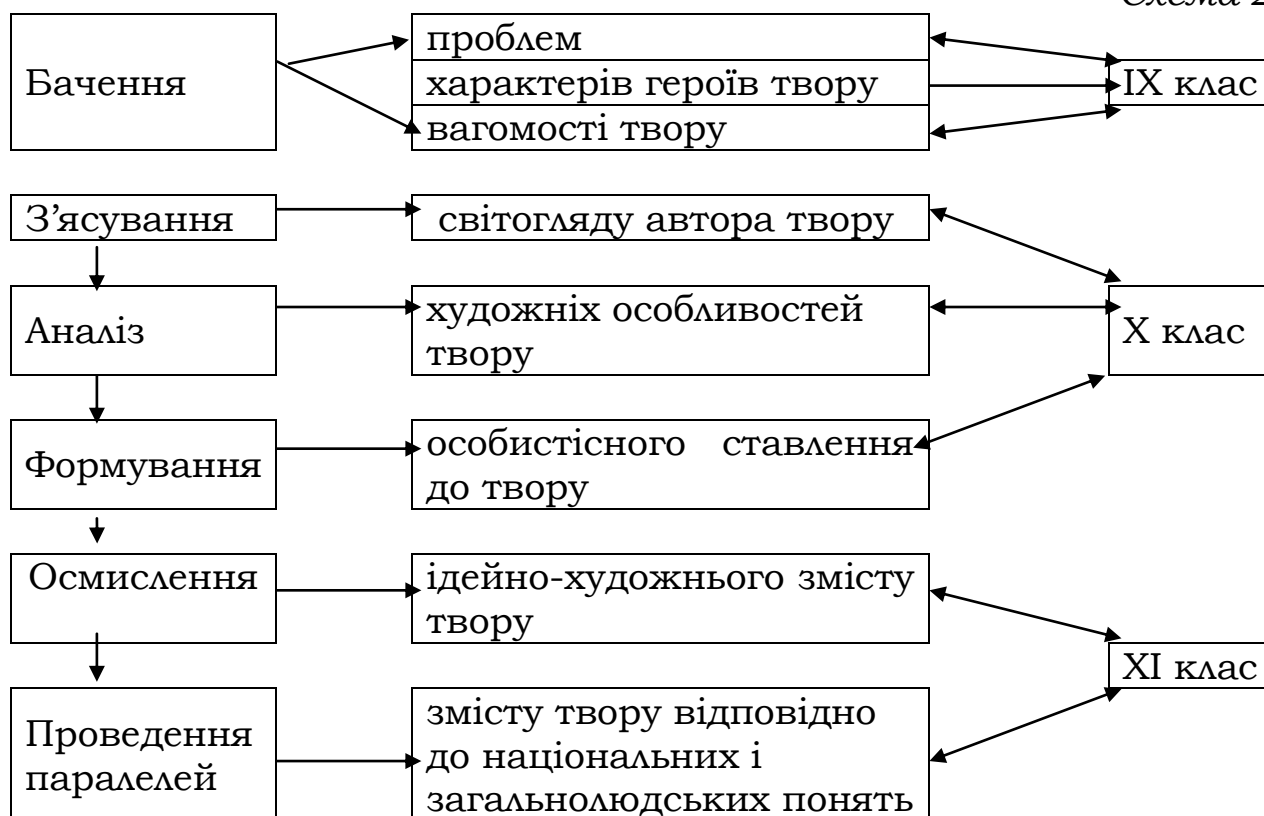 Схема 2
Бачення
проблем
характерів героїв твору
вагомості твору
IX клас
З’ясування
світогляду автора твору
Аналіз
художніх особливостей
твору
X клас
Формування
особистісного ставлення
до твору
Осмислення
ідейно-художнього змісту
твору
XI клас
Проведення
паралелей
змісту твору відповідно
до національних і
загальнолюдських понять